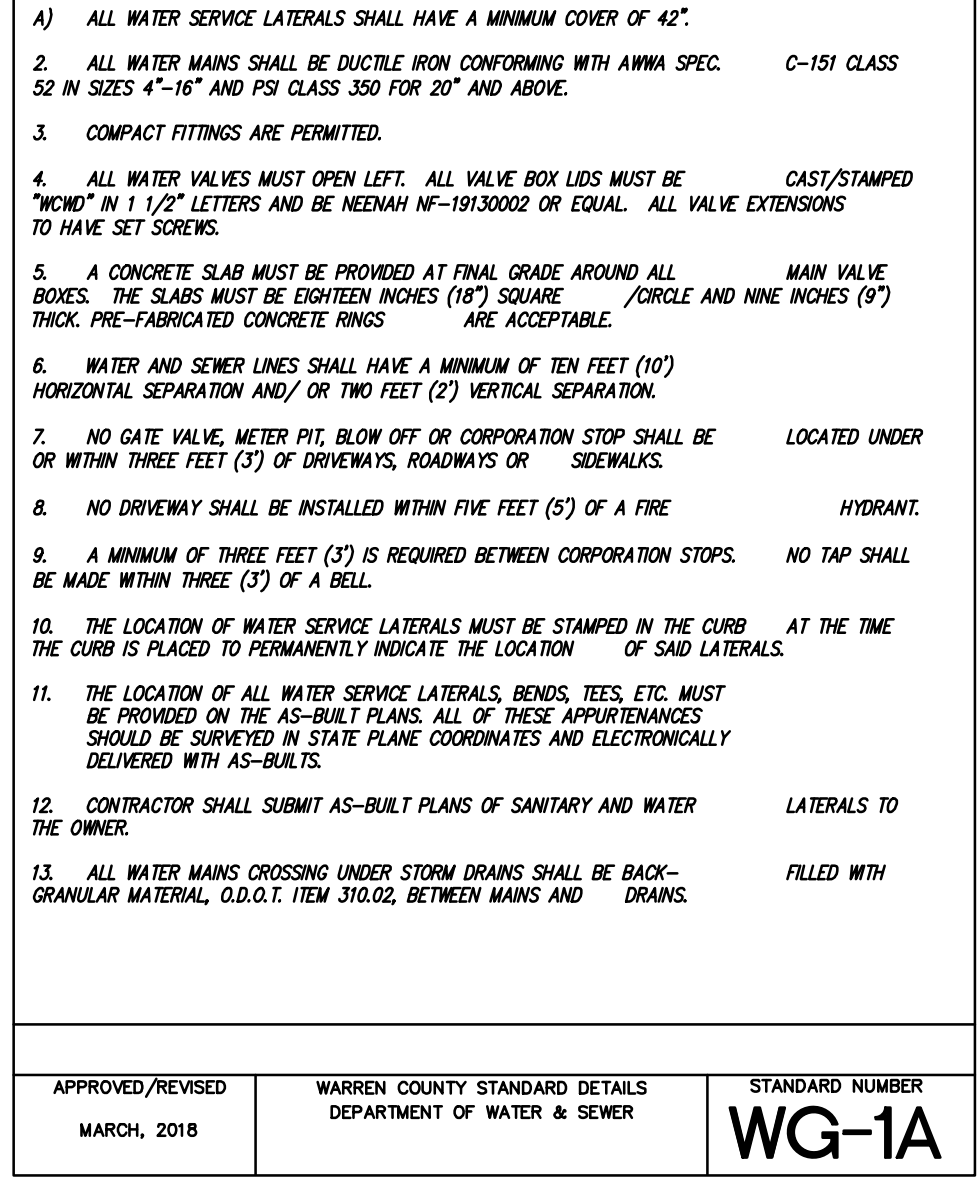 A) ALL WATER SERVICE LATERALS SHALL HAVE A MINIMUM COVER OF 42".
2. ALL WATER MAINS SHALL BE DUCTILE IRON CONFORMING WITH AWWA SPEC. C-151 CLASS
52 IN SIZES 4"-16" AND PSI CLASS 350 FOR 20" AND ABOVE.
3. COMPACT FITTINGS ARE PERMITTED.
4. ALL WATER VALVES MUST OPEN LEFT. ALL VALVE BOX LIDS MUST BE CAST/STAMPED
"WCWD" IN 1 1/2" LETTERS AND BE NEENAH NF-19130002 OR EQUAL. ALL VALVE EXTENSIONS
TO HAVE SET SCREWS.
5. A CONCRETE SLAB MUST BE PROVIDED AT FINAL GRADE AROUND ALL MAIN VALVE
BOXES. THE SLABS MUST BE EIGHTEEN INCHES (18") SQUARE /CIRCLE AND NINE INCHES (9")
THICK. PRE-FABRICATED CONCRETE RINGS ARE ACCEPTABLE.
6. WATER AND SEWER LINES SHALL HAVE A MINIMUM OF TEN FEET (10')
HORIZONTAL SEPARATION AND/ OR TWO FEET (2') VERTICAL SEPARATION.
7. NO GATE VALVE, METER PIT, BLOW OFF OR CORPORATION STOP SHALL BE LOCATED UNDER
OR WITHIN THREE FEET (3') OF DRIVEWAYS, ROADWAYS OR SIDEWALKS.
8. NO DRIVEWAY SHALL BE INSTALLED WITHIN FIVE FEET (5') OF A FIRE HYDRANT.
9. A MINIMUM OF THREE FEET (3') IS REQUIRED BETWEEN CORPORATION STOPS. NO TAP SHALL
BE MADE WITHIN THREE (3') OF A BELL.
10. THE LOCATION OF WATER SERVICE LATERALS MUST BE STAMPED IN THE CURB AT THE TIME
THE CURB IS PLACED TO PERMANENTLY INDICATE THE LOCATION OF SAID LATERALS.
11. THE LOCATION OF ALL WATER SERVICE LATERALS, BENDS, TEES, ETC. MUST
BE PROVIDED ON THE AS-BUILT PLANS. ALL OF THESE APPURTENANCES
SHOULD BE SURVEYED IN STATE PLANE COORDINATES AND ELECTRONICALLY
DELIVERED WITH AS-BUILTS.
12. CONTRACTOR SHALL SUBMIT AS-BUILT PLANS OF SANITARY AND WATER LATERALS TO
THE OWNER.
13. ALL WATER MAINS CROSSING UNDER STORM DRAINS SHALL BE BACK- FILLED WITH
GRANULAR MATERIAL, O.D.O.T. ITEM 310.02, BETWEEN MAINS AND DRAINS.
APPROVED/REVISED
MARCH, 2018
WARREN COUNTY STANDARD DETAILS
DEPARTMENT OF WATER & SEWER
STANDARD NUMBER
WG-1A